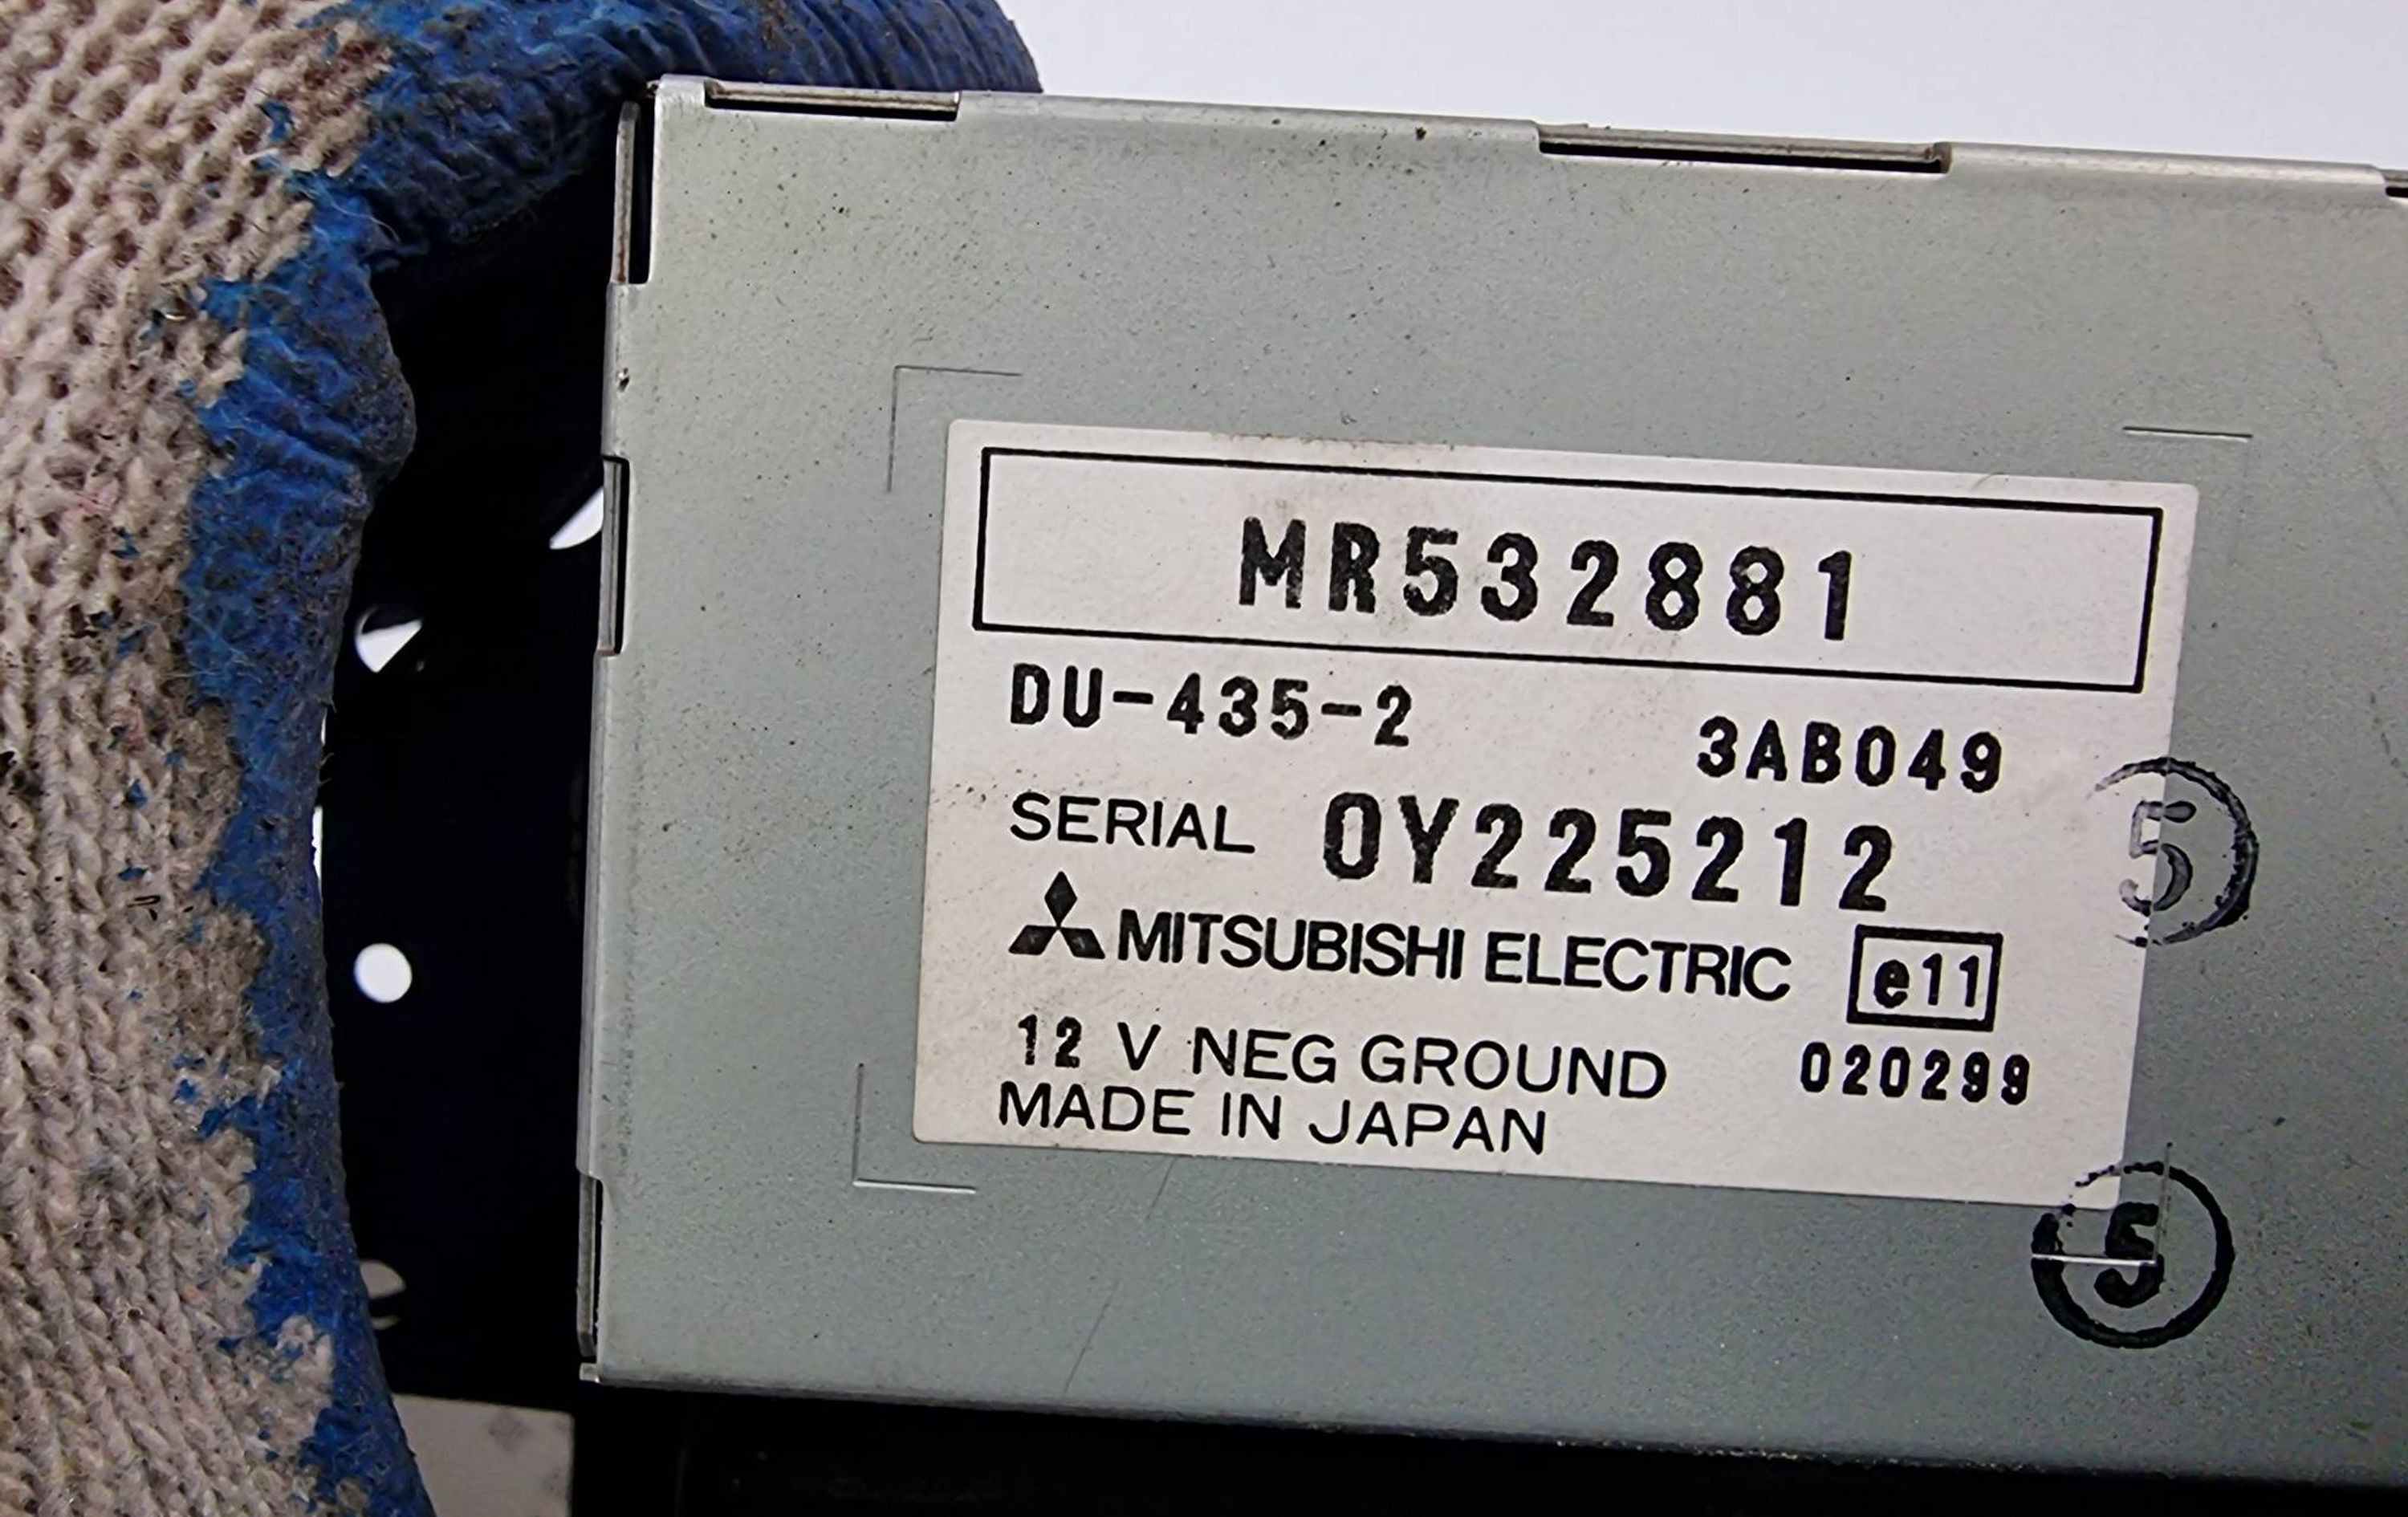 MR532881
DU-435-2 3AB049
SERIAL 0Y225212
MITSUBISHI ELECTRIC e11
12 V NEG GROUND 020299
MADE IN JAPAN
5
5